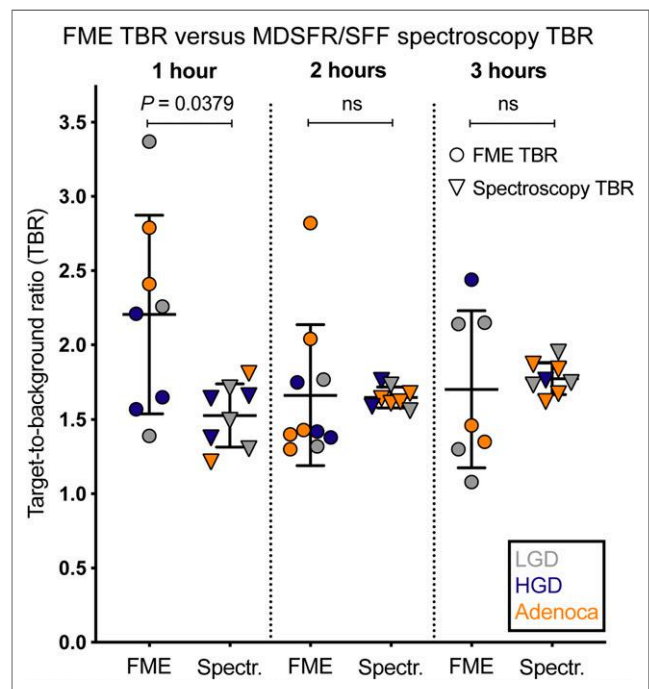 FME TBR versus MDSFR/SFF spectroscopy TBR
1 hour
2 hours
3 hours
P = 0.0379
ns
ns
FME TBR
Spectroscopy TBR
Target-to-background ratio (TBR)
3.5
3.0
2.5
2.0
1.5
1.0
0.5
0.0
LGD
HGD
Adenoca
FME
Spectr.
FME
Spectr.
FME
Spectr.